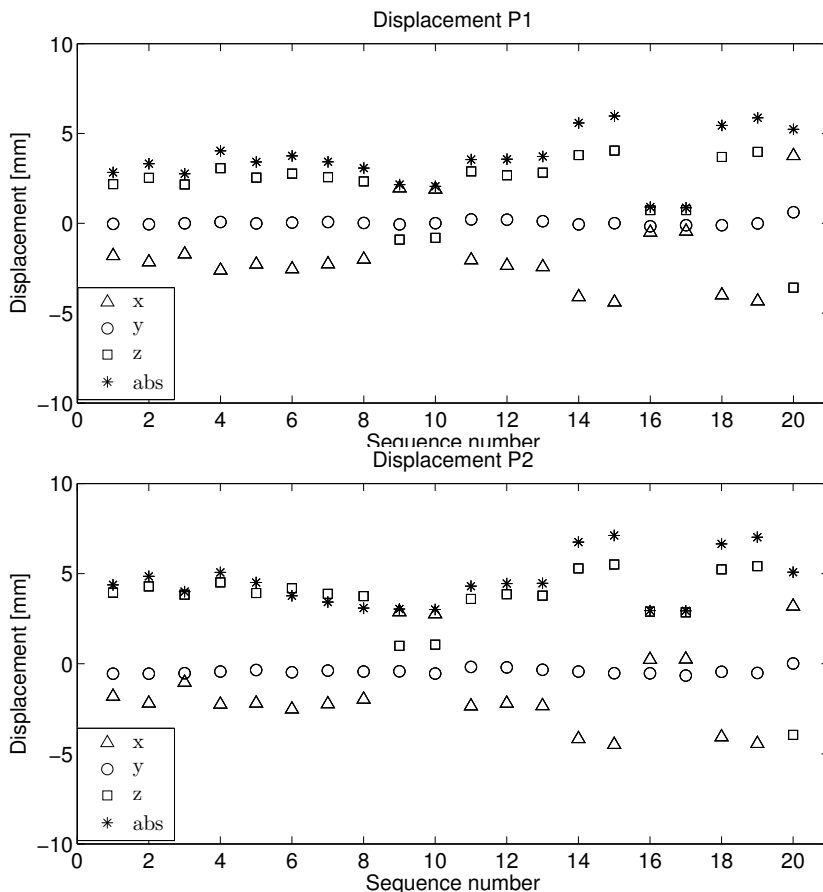 Displacement P1
10
5
0
−5
−10
Displacement [mm]
x
y
z
abs
0 2 4 6 8 10 12 14 16 18 20
Sequence number
Displacement P2
10
5
0
−5
−10
Displacement [mm]
x
y
z
abs
0 2 4 6 8 10 12 14 16 18 20
Sequence number